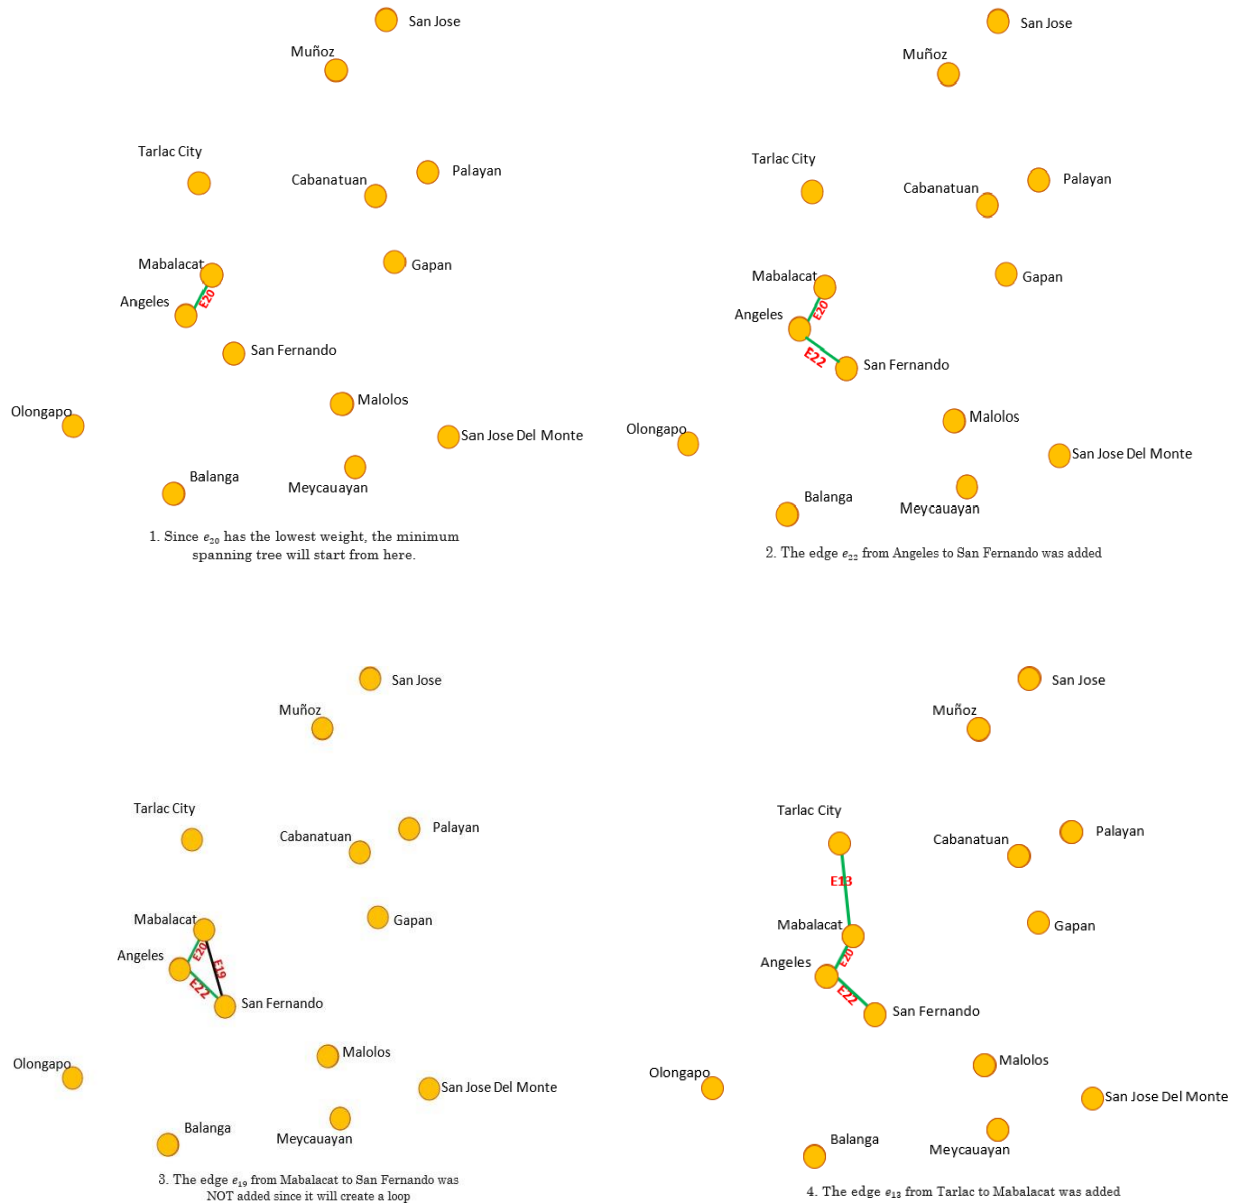 San Jose
Muñoz
Tarlac City
Cabanatuan
Palayan
Mabalacat
Gapan
Angeles
E20
San Fernando
Olongapo
Malolos
San Jose Del Monte
Balanga
Meycauayan
1. Since e₂₀ has the lowest weight, the minimum
spanning tree will start from here.
San Jose
Muñoz
Tarlac City
Cabanatuan
Palayan
Mabalacat
Gapan
Angeles
E20
E22
San Fernando
Olongapo
Malolos
San Jose Del Monte
Balanga
Meycauayan
2. The edge e₂₂ from Angeles to San Fernando was added
San Jose
Muñoz
Tarlac City
Cabanatuan
Palayan
Mabalacat
Gapan
Angeles
E20
E19
E22
San Fernando
Olongapo
Malolos
San Jose Del Monte
Balanga
Meycauayan
3. The edge e₁₉ from Mabalacat to San Fernando was
NOT added since it will create a loop
San Jose
Muñoz
Tarlac City
Cabanatuan
Palayan
E13
Mabalacat
Gapan
Angeles
E20
E22
San Fernando
Olongapo
Malolos
San Jose Del Monte
Balanga
Meycauayan
4. The edge e₁₃ from Tarlac to Mabalacat was added